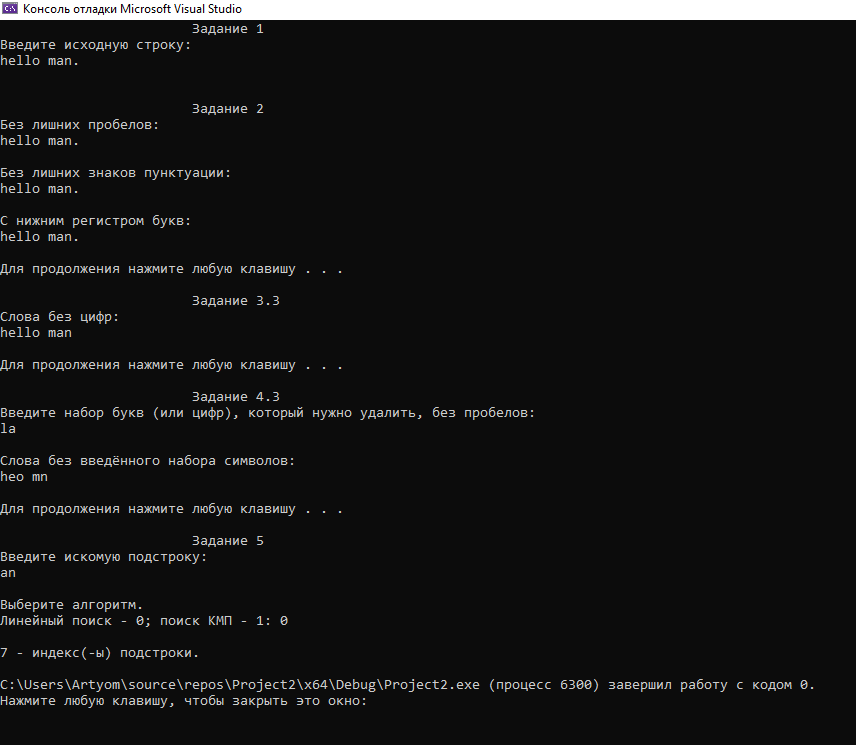 Консоль отладки Microsoft Visual Studio
Задание 1
Введите исходную строку:
hello man.
Задание 2
Без лишних пробелов:
hello man.
Без лишних знаков пунктуации:
hello man.
С нижним регистром букв:
hello man.
Для продолжения нажмите любую клавишу . . .
Задание 3.3
Слова без цифр:
hello man
Для продолжения нажмите любую клавишу . . .
Задание 4.3
Введите набор букв (или цифр), который нужно удалить, без пробелов:
la
Слова без введённого набора символов:
heo mn
Для продолжения нажмите любую клавишу . . .
Задание 5
Введите искомую подстроку:
an
Выберите алгоритм.
Линейный поиск - 0; поиск КМП - 1: 0
7 - индекс(-ы) подстроки.
C:\Users\Artyom\source\repos\Project2\x64\Debug\Project2.exe (процесс 6300) завершил работу с кодом 0.
Нажмите любую клавишу, чтобы закрыть это окно: